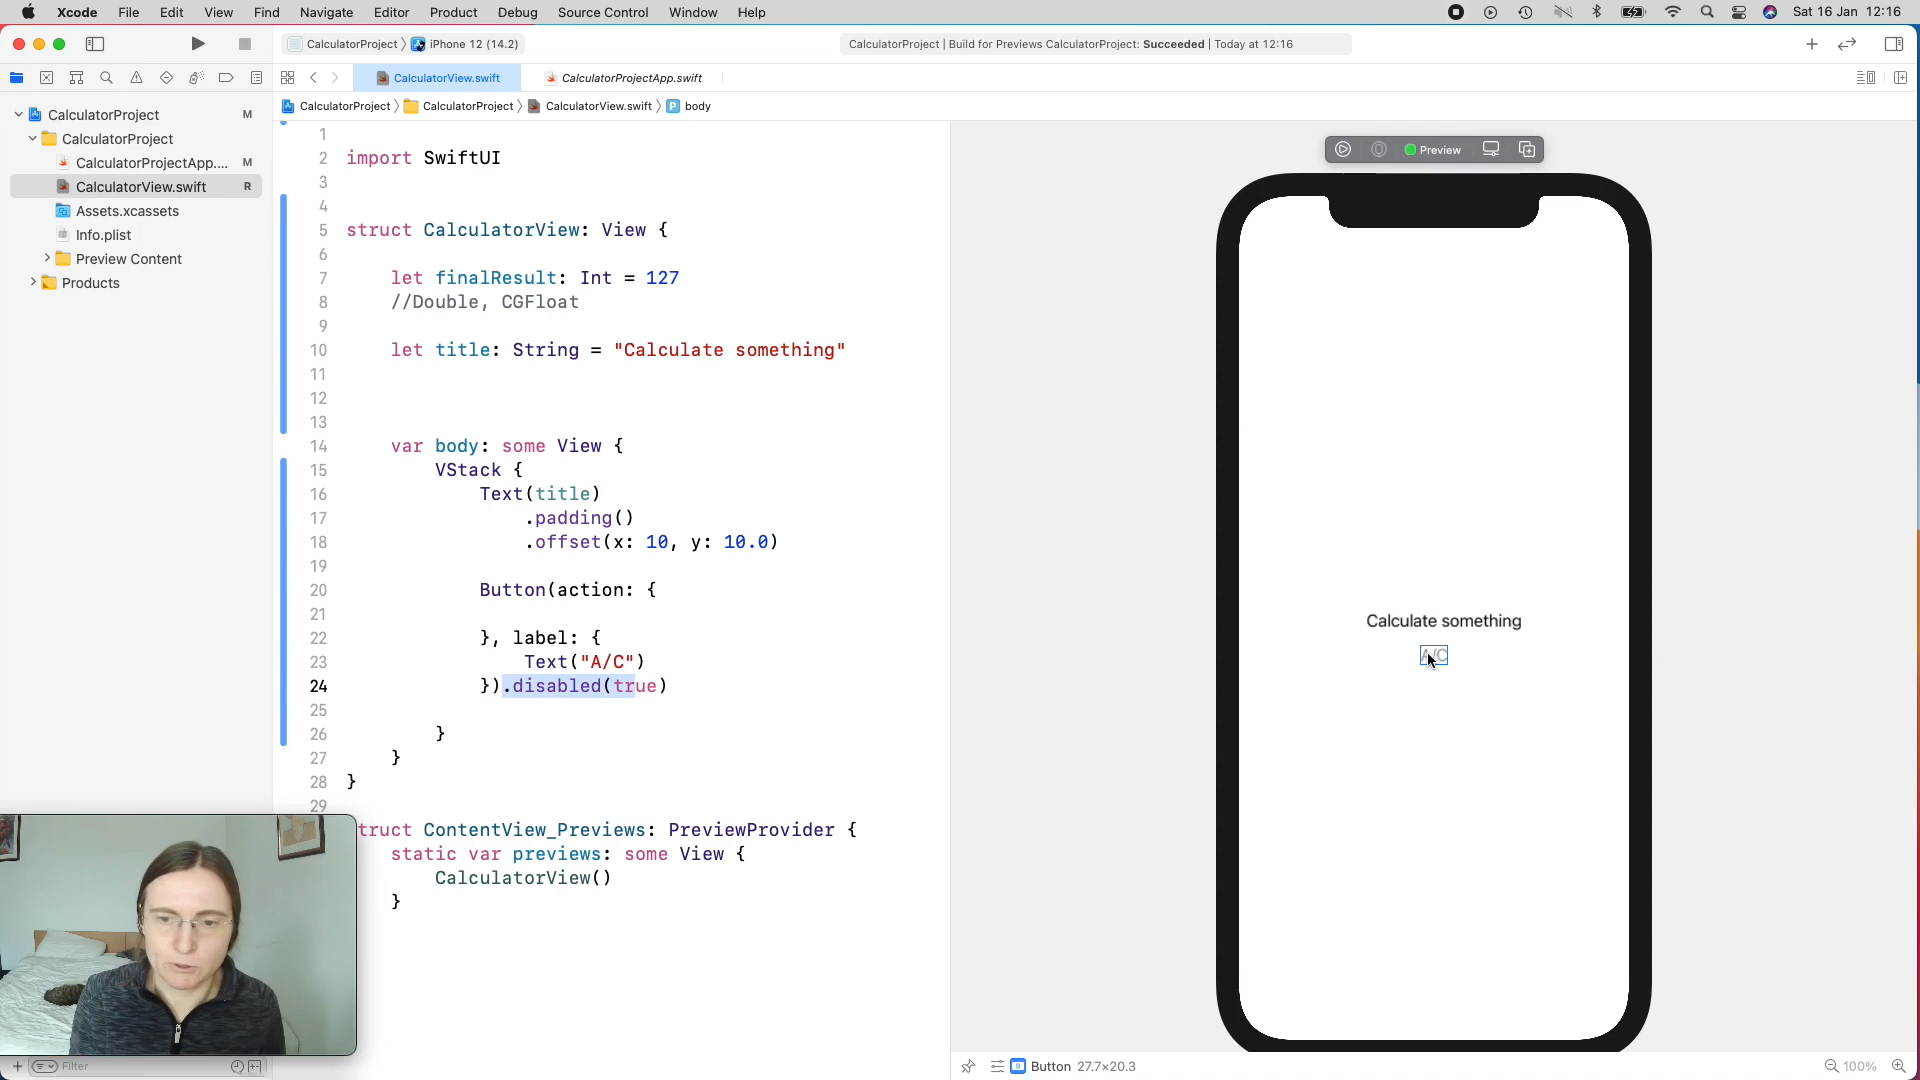 Xcode File Edit View Find Navigate Editor Product Debug Source Control Window Help Sat 16 Jan 12:16
CalculatorProject iPhone 12 (14.2) CalculatorProject | Build for Previews CalculatorProject: Succeeded | Today at 12:16
CalculatorView.swift CalculatorProjectApp.swift
CalculatorProject CalculatorProject CalculatorView.swift P body
CalculatorProject M
CalculatorProject
CalculatorProjectApp.... M
CalculatorView.swift R
Assets.xcassets
Info.plist
Preview Content
Products
1
2 import SwiftUI
3
4
5 struct CalculatorView: View {
6
7 let finalResult: Int = 127
8 //Double, CGFloat
9
10 let title: String = "Calculate something"
11
12
13
14 var body: some View {
15 VStack {
16 Text(title)
17 .padding()
18 .offset(x: 10, y: 10.0)
19
20 Button(action: {
21
22 }, label: {
23 Text("A/C")
24 }).disabled(true)
25
26 }
27 }
28 }
29
truct ContentView_Previews: PreviewProvider {
static var previews: some View {
CalculatorView()
}
Preview
Calculate something
A/C
Filter
Button 27.7×20.3
100%